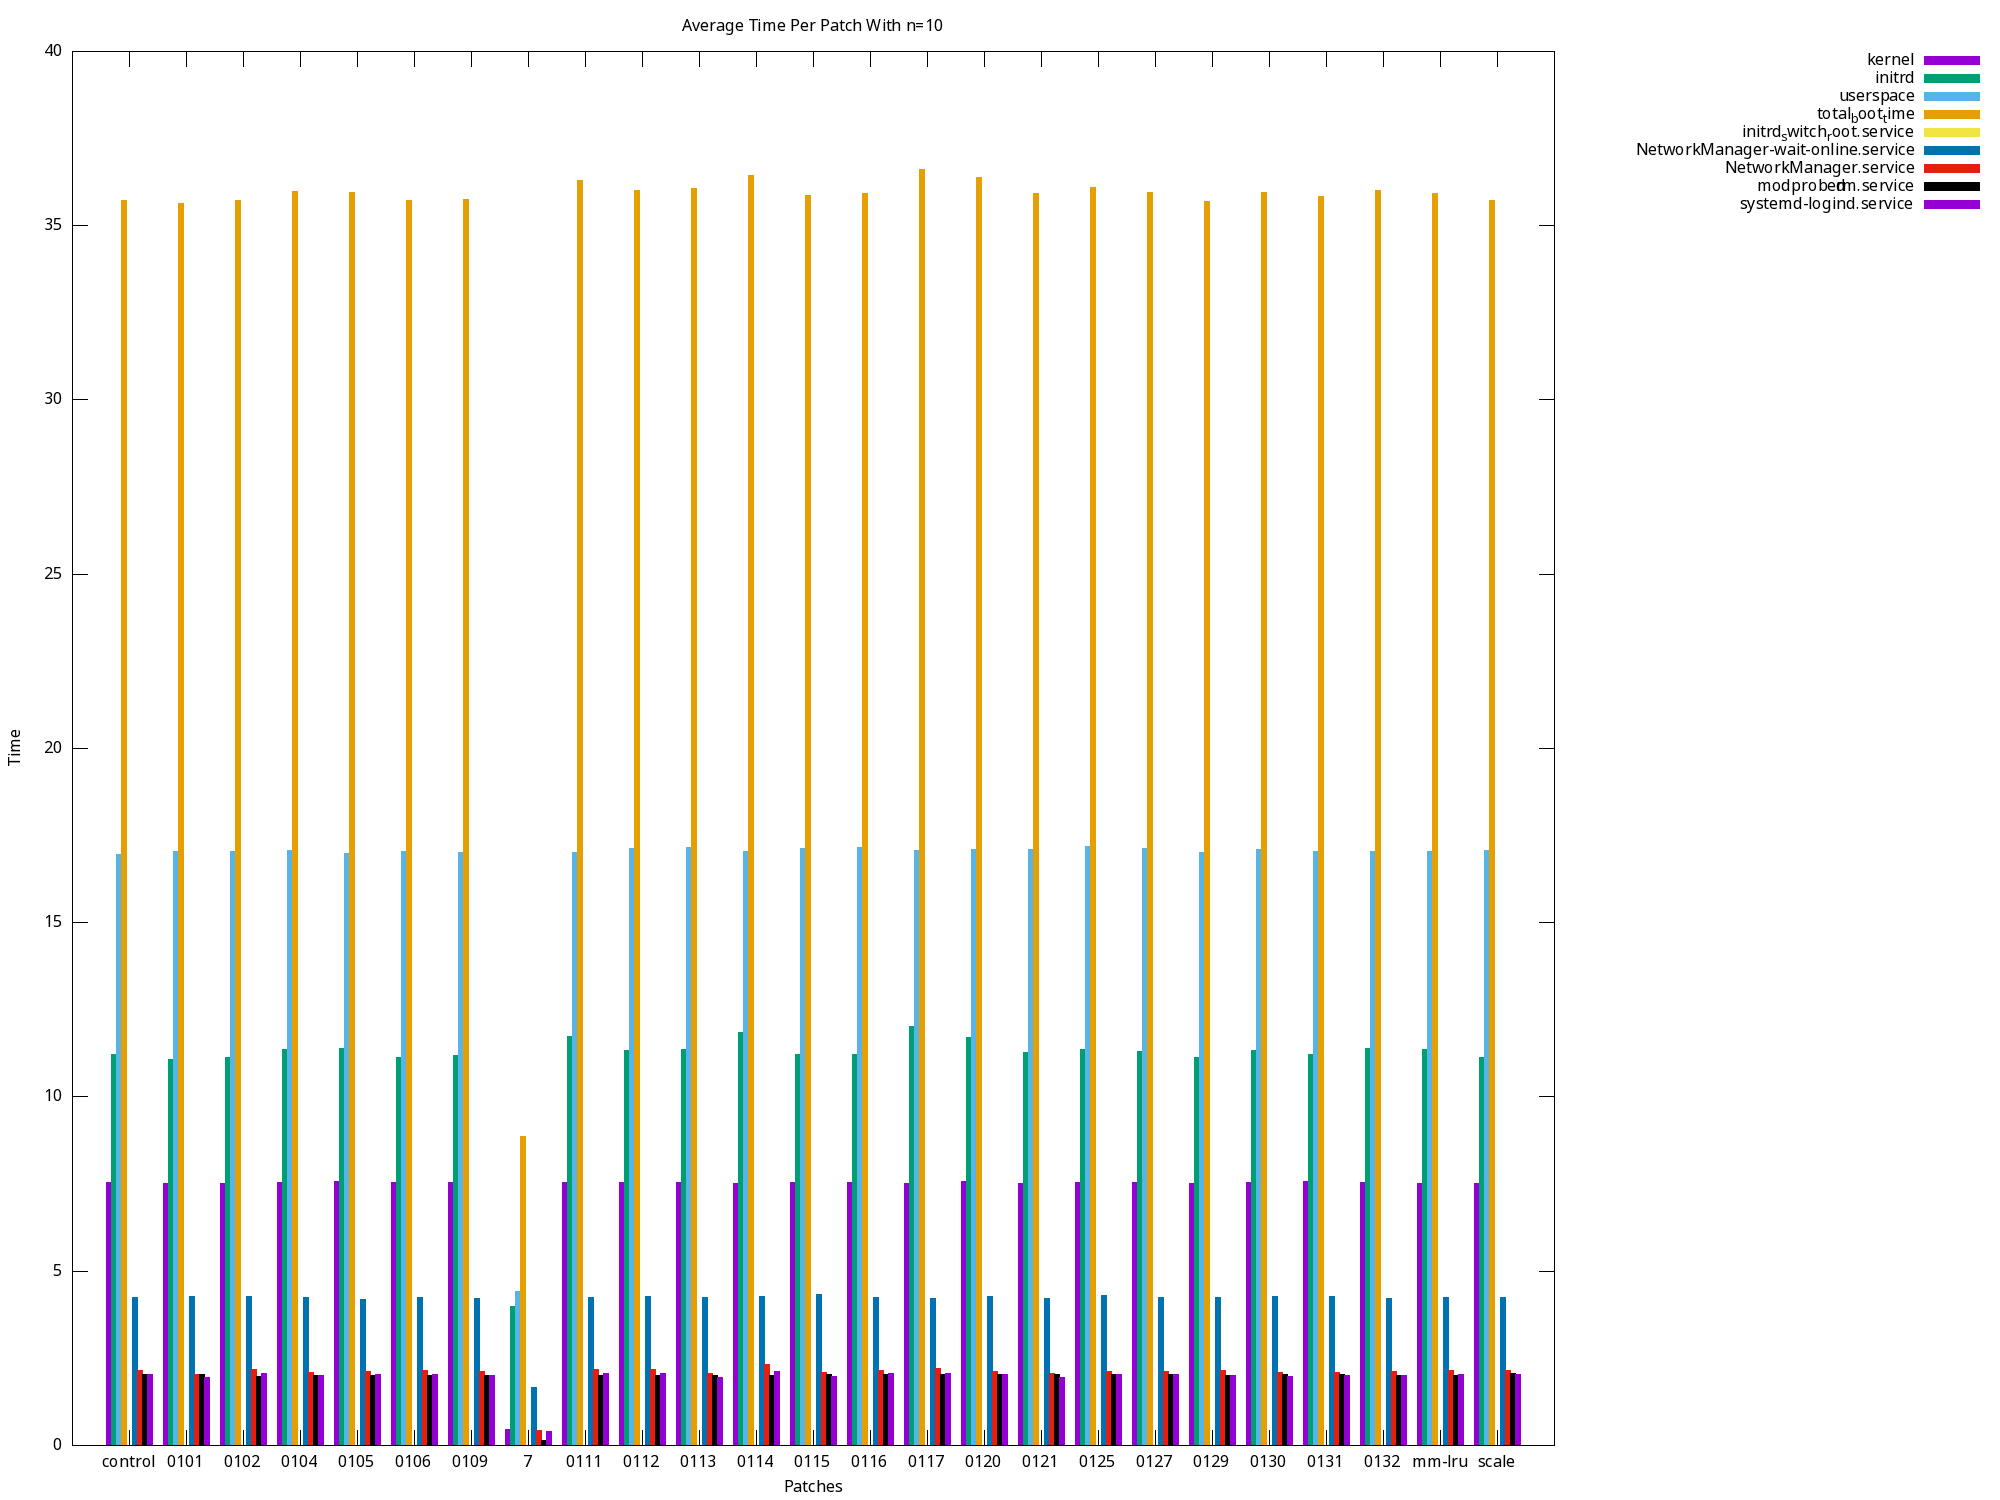 Average Time Per Patch With n=10
40
35
30
25
20
15
10
5
0
Time
control 0101 0102 0104 0105 0106 0109 7 0111 0112 0113 0114 0115 0116 0117 0120 0121 0125 0127 0129 0130 0131 0132 mm-lru scale
Patches
kernel
initrd
userspace
total_boot_time
initrd_switch_root.service
NetworkManager-wait-online.service
NetworkManager.service
modprobe_dm.service
systemd-logind.service